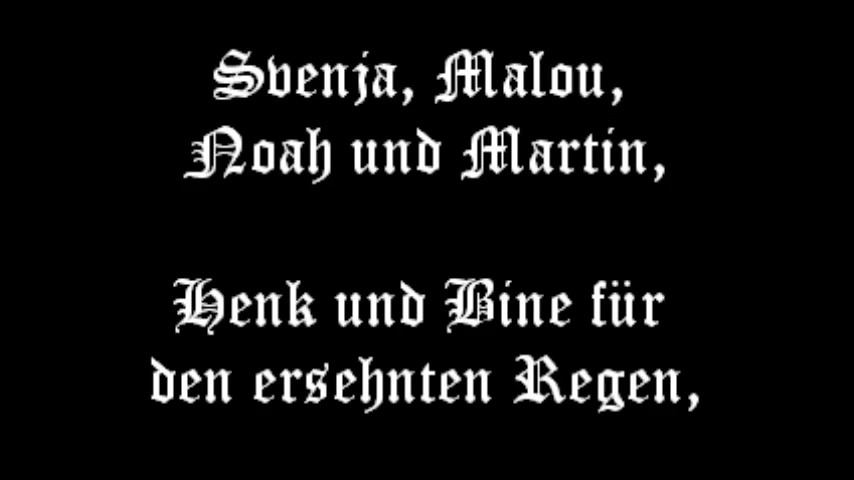 Svenja, Malou,
Noah und Martin,
Henk und Bine für
den ersehnten Regen,